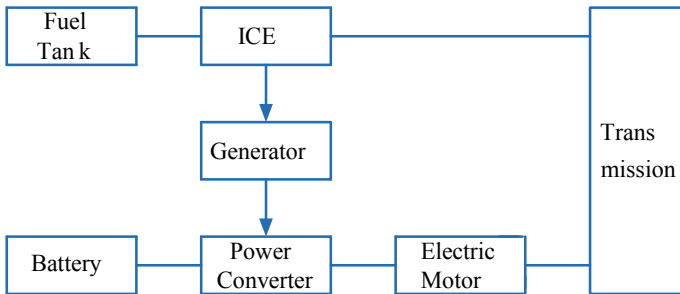 Fuel
Tan k
ICE
Generator
Trans
mission
Battery
Power
Converter
Electric
Motor